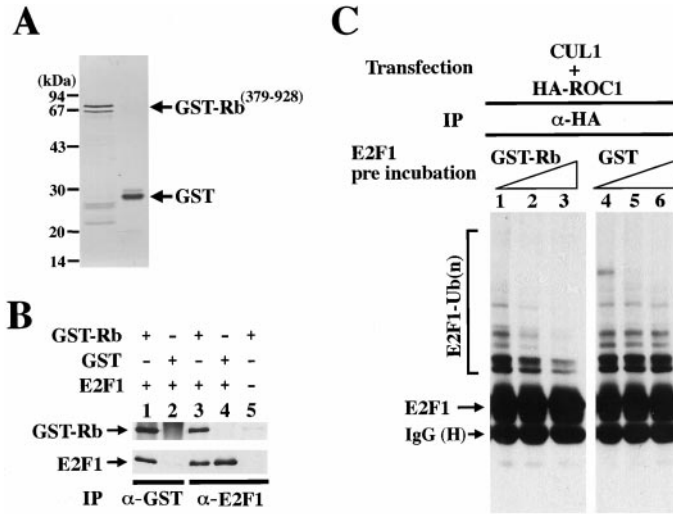 A
(kDa)
94
67
43
30
20
14
GST-Rb(379-928)
GST
B
GST-Rb + - + - +
GST - + - + -
E2F1 + + + + -
1 2 3 4 5
GST-Rb
E2F1
IP α-GST α-E2F1
C
Transfection
CUL1
+
HA-ROC1
IP α-HA
E2F1
pre incubation
GST-Rb GST
1 2 3 4 5 6
E2F1-Ub(n)
E2F1
IgG (H)